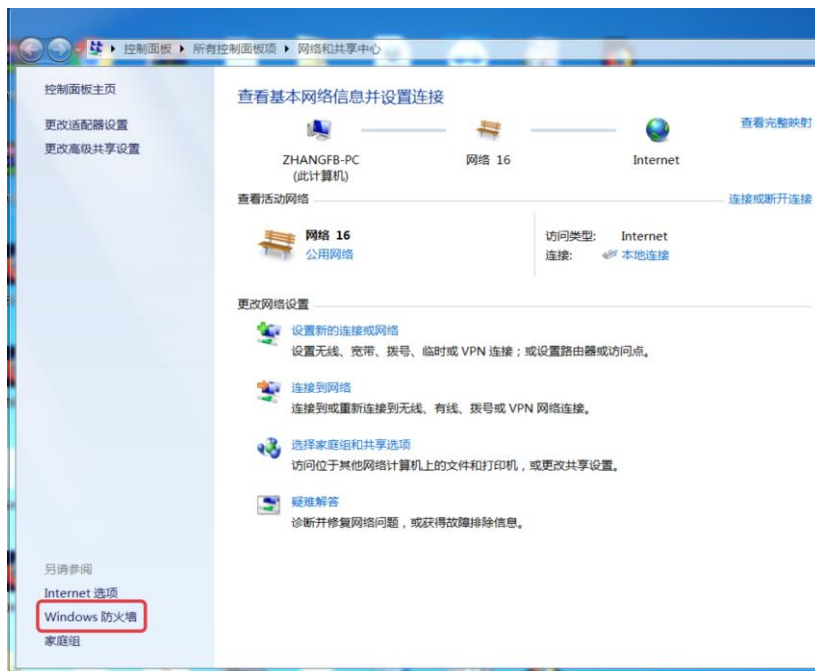 控制面板 ▸ 所有控制面板项 ▸ 网络和共享中心
控制面板主页
更改适配器设置
更改高级共享设置
查看基本网络信息并设置连接
查看完整映射
ZHANGFB-PC
(此计算机)
网络 16
Internet
查看活动网络
连接或断开连接
网络 16
公用网络
访问类型: Internet
连接: 本地连接
更改网络设置
设置新的连接或网络
设置无线、宽带、拨号、临时或 VPN 连接；或设置路由器或访问点。
连接到网络
连接到或重新连接到无线、有线、拨号或 VPN 网络连接。
选择家庭组和共享选项
访问位于其他网络计算机上的文件和打印机，或更改共享设置。
疑难解答
诊断并修复网络问题，或获得故障排除信息。
另请参阅
Internet 选项
Windows 防火墙
家庭组